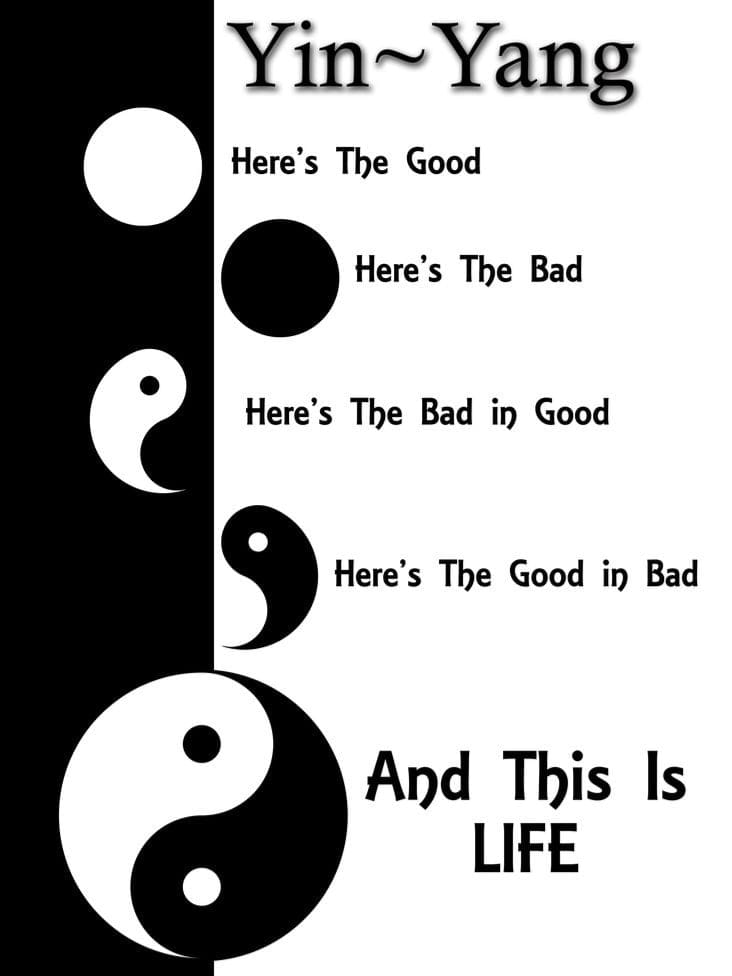 Yin~Yang
Here's The Good
Here's The Bad
Here's The Bad in Good
Here's The Good in Bad
And This Is
LIFE